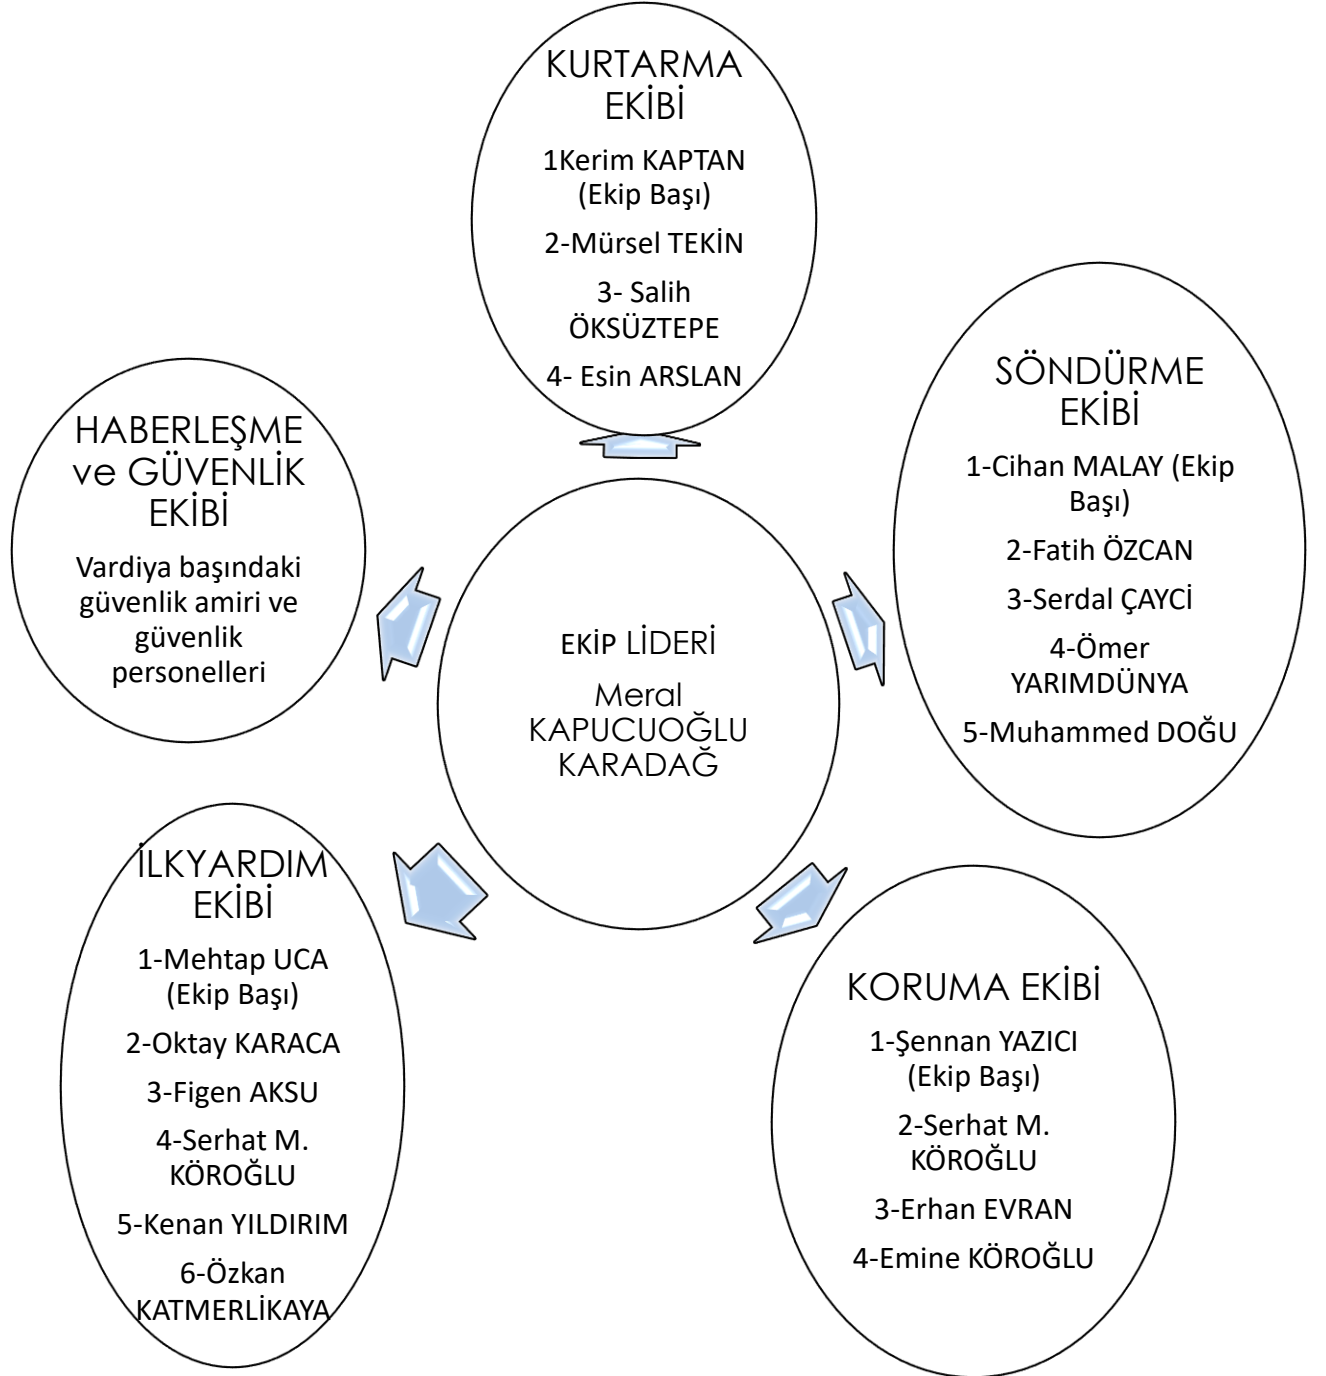 KURTARMA
EKİBİ
1Kerim KAPTAN
(Ekip Başı)
2-Mürsel TEKİN
3- Salih
ÖKSÜZTEPE
4- Esin ARSLAN
SÖNDÜRME
EKİBİ
1-Cihan MALAY (Ekip
Başı)
2-Fatih ÖZCAN
3-Serdal ÇAYCİ
4-Ömer
YARIMDÜNYA
5-Muhammed DOĞU
HABERLEŞME
ve GÜVENLİK
EKİBİ
Vardiya başındaki
güvenlik amiri ve
güvenlik
personelleri
EKİP LİDERİ
Meral
KAPUCUOĞLU
KARADAĞ
İLKYARDIM
EKİBİ
1-Mehtap UCA
(Ekip Başı)
2-Oktay KARACA
3-Figen AKSU
4-Serhat M.
KÖROĞLU
5-Kenan YILDIRIM
6-Özkan
KATMERLİKAYA
KORUMA EKİBİ
1-Şennan YAZICI
(Ekip Başı)
2-Serhat M.
KÖROĞLU
3-Erhan EVRAN
4-Emine KÖROĞLU